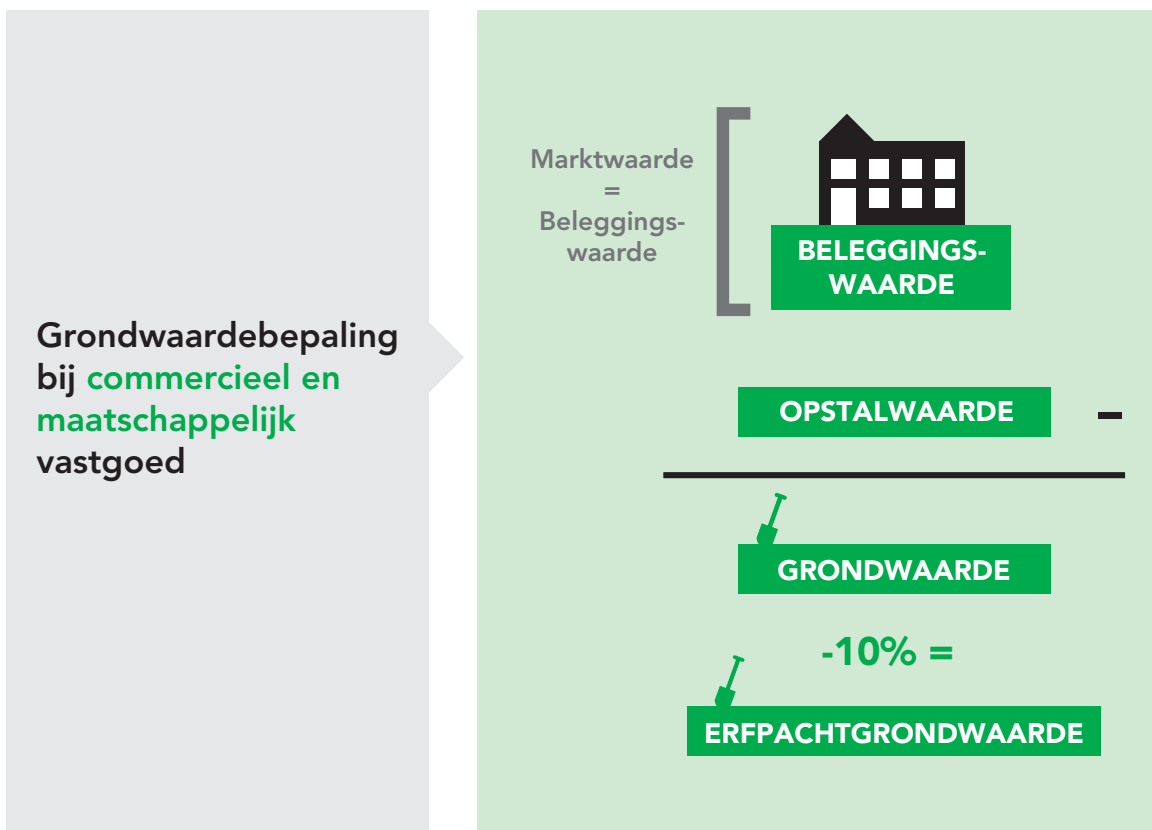 Grondwaardebepaling
bij commercieel en
maatschappelijk
vastgoed
Marktwaarde
=
Beleggings-
waarde
BELEGGINGS-
WAARDE
OPSTALWAARDE -
GRONDWAARDE
-10% =
ERFPACHTGRONDWAARDE